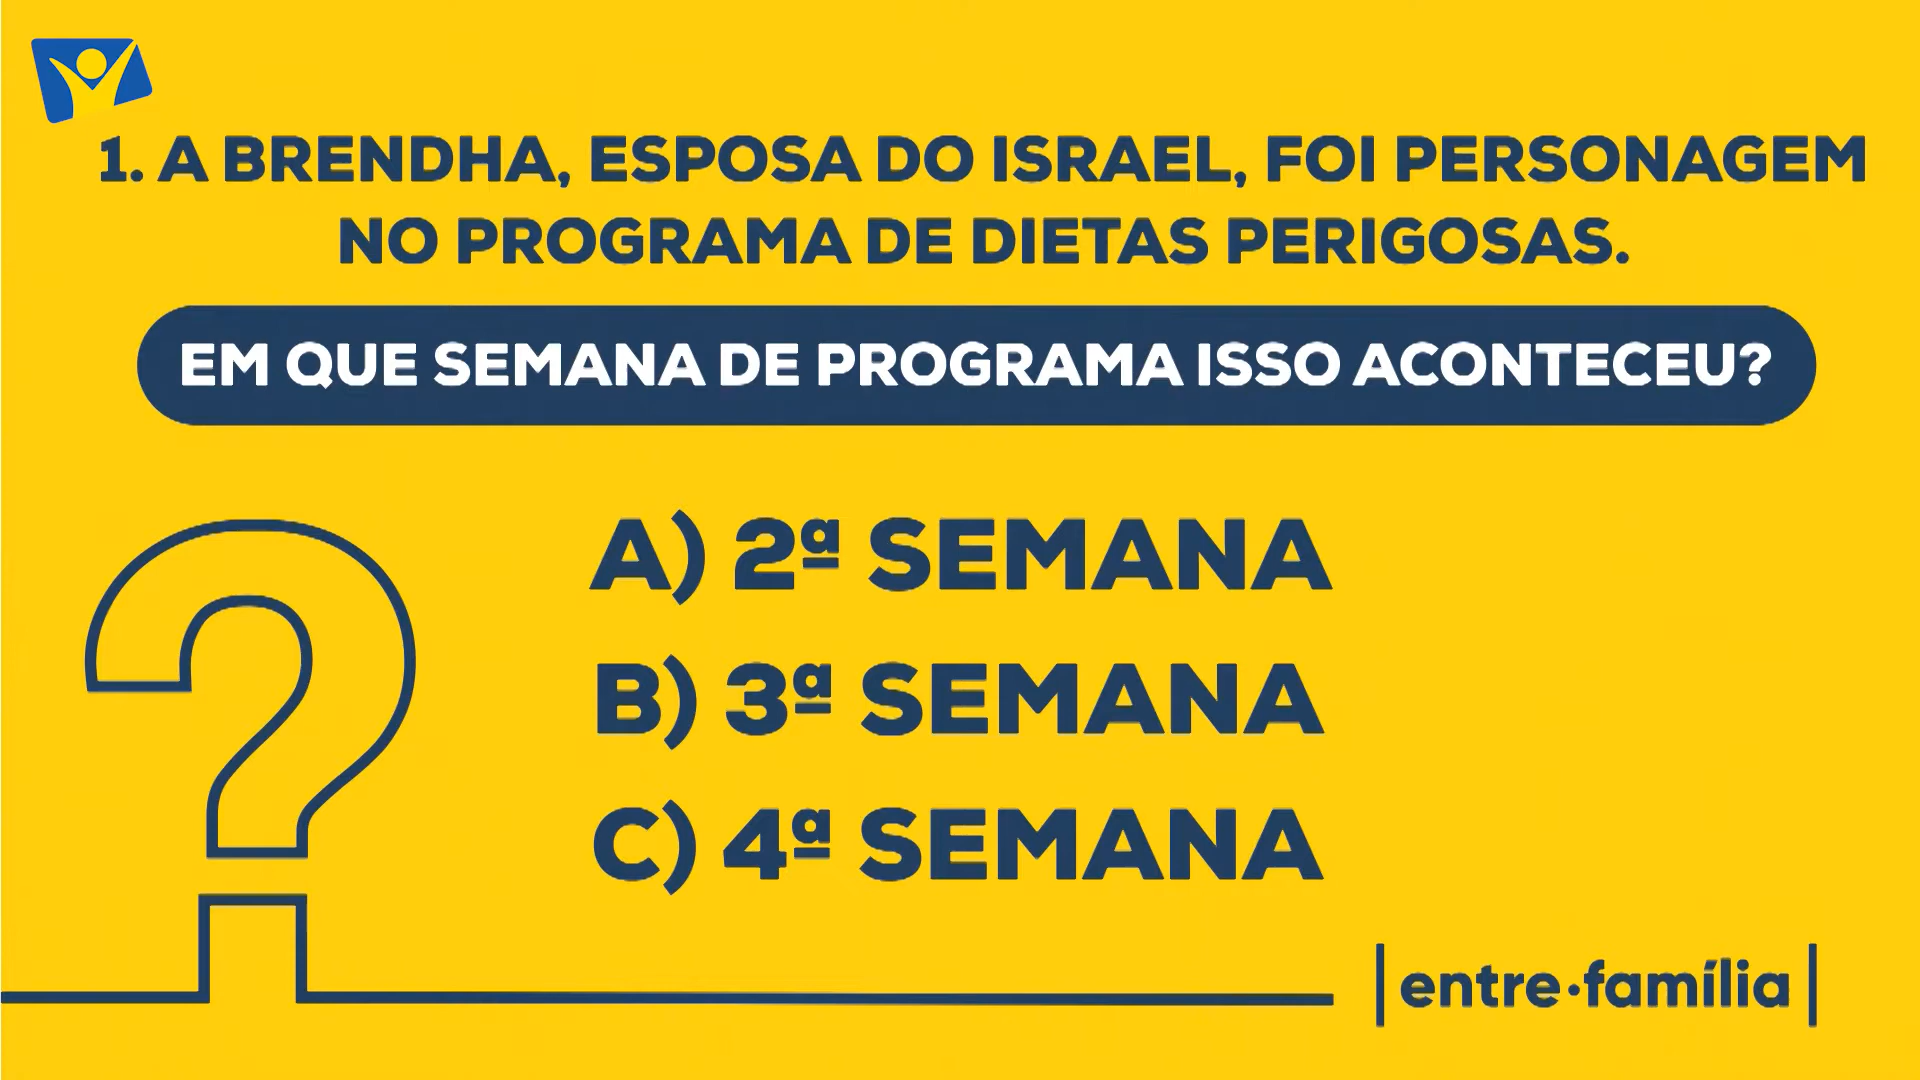 1. A BRENDHA, ESPOSA DO ISRAEL, FOI PERSONAGEM
NO PROGRAMA DE DIETAS PERIGOSAS.
EM QUE SEMANA DE PROGRAMA ISSO ACONTECEU?
A) 2ª SEMANA
B) 3ª SEMANA
C) 4ª SEMANA
|entre·família|